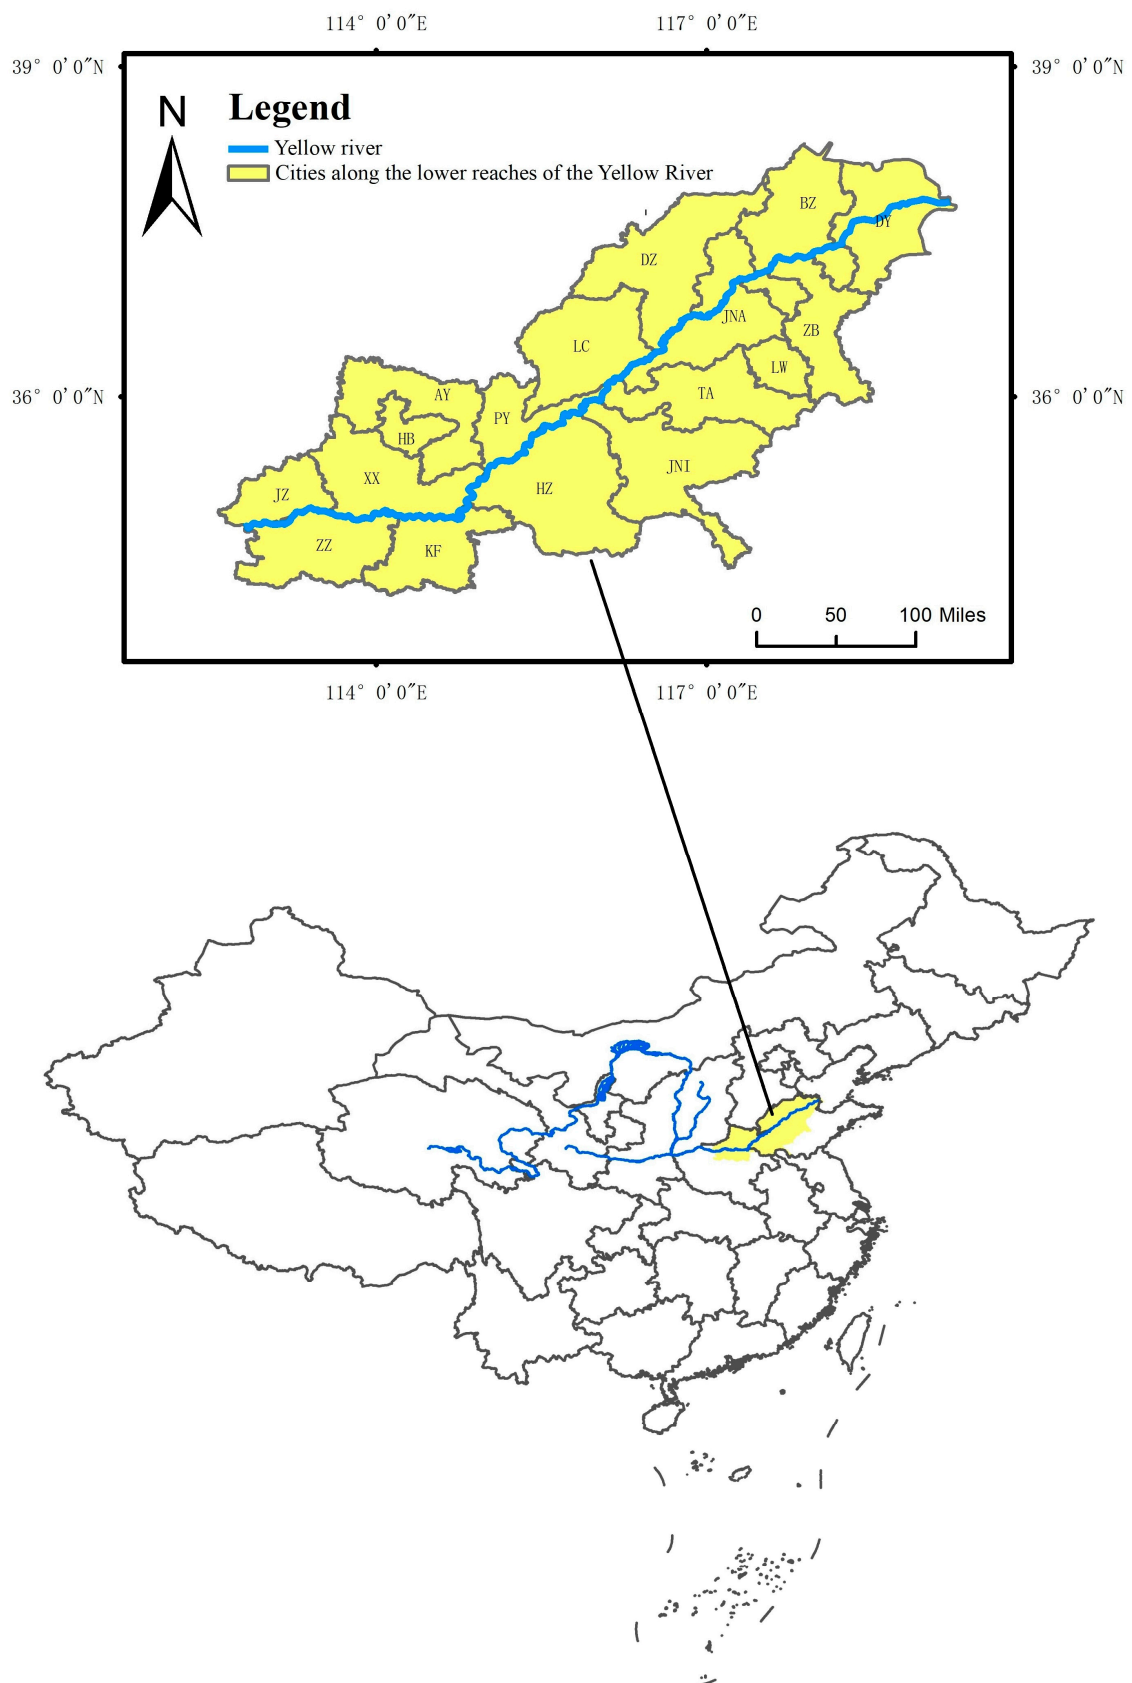 114° 0'0"E 117° 0'0"E
39° 0'0"N 39° 0'0"N
N
Legend
Yellow river
Cities along the lower reaches of the Yellow River
BZ
DY
DZ
JNA
ZB
LC
LW
TA
36° 0'0"N 36° 0'0"N
AY
PY
HB
JNI
XX
HZ
JZ
ZZ
KF
0 50 100 Miles
114° 0'0"E 117° 0'0"E